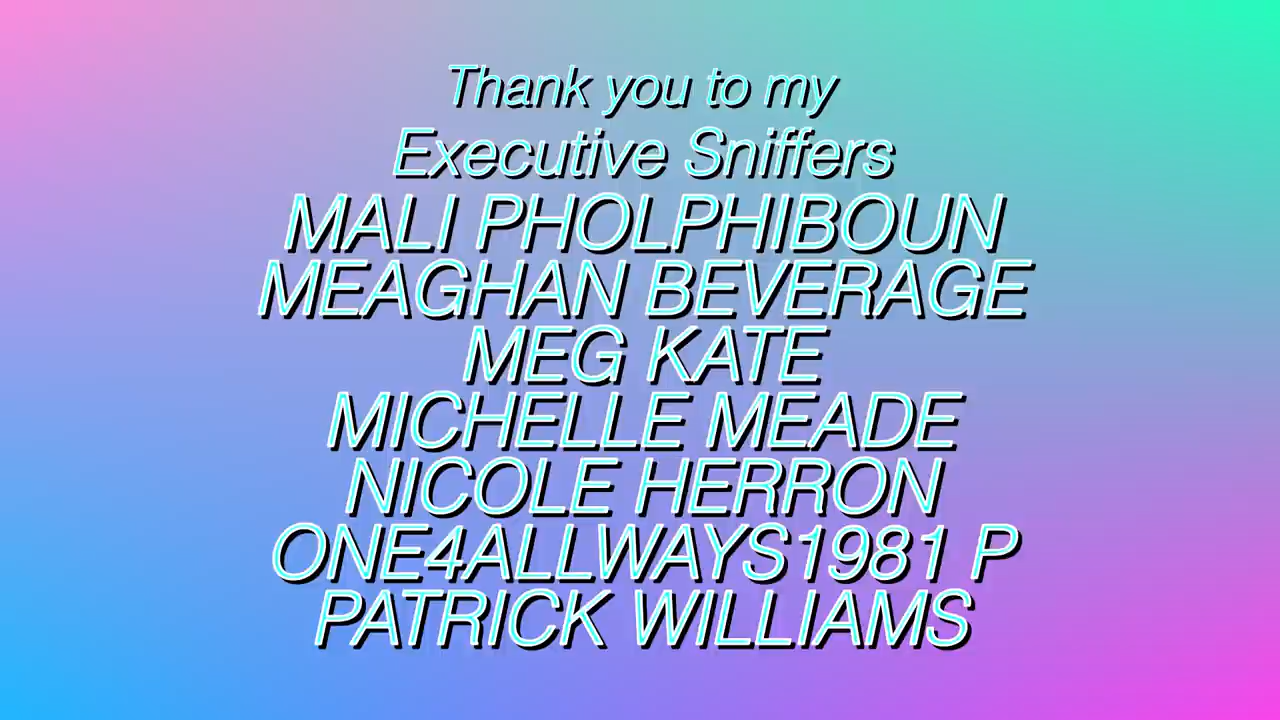 Thank you to my
Executive Sniffers
MALI PHOLPHIBOUN
MEAGHAN BEVERAGE
MEG KATE
MICHELLE MEADE
NICOLE HERRON
ONE4ALLWAYS1981 P
PATRICK WILLIAMS